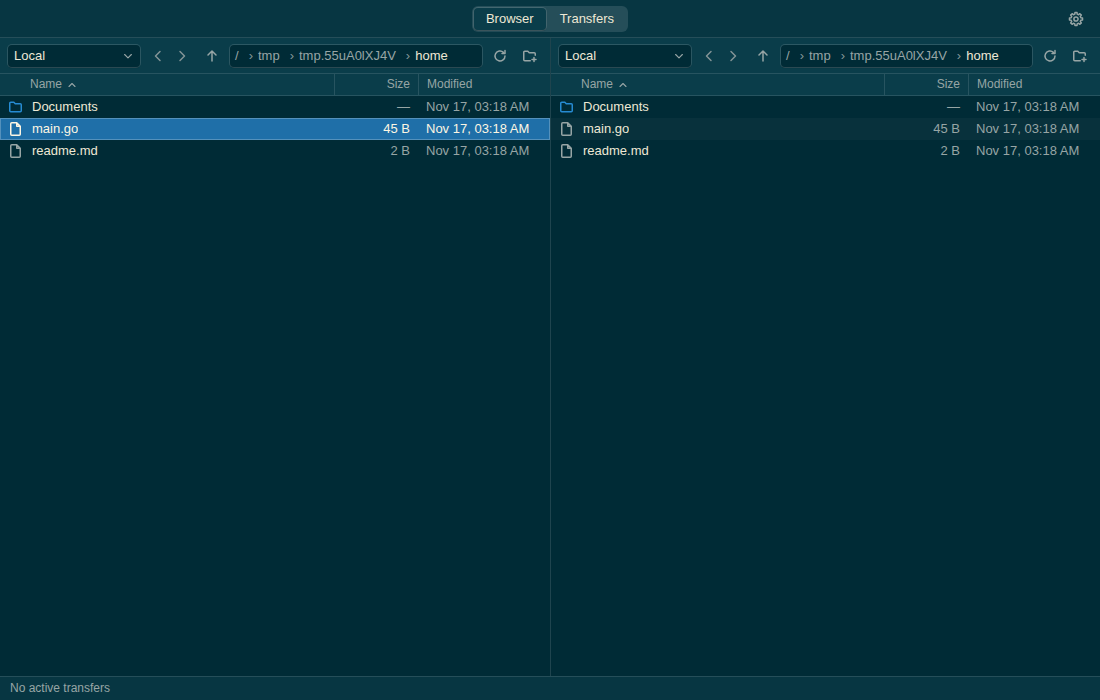 Browser Transfers
Local / › tmp › tmp.55uA0lXJ4V › home Local / › tmp › tmp.55uA0lXJ4V › home
Name Size Modified Name Size Modified
Documents — Nov 17, 03:18 AM Documents — Nov 17, 03:18 AM
main.go 45 B Nov 17, 03:18 AM main.go 45 B Nov 17, 03:18 AM
readme.md 2 B Nov 17, 03:18 AM readme.md 2 B Nov 17, 03:18 AM
No active transfers